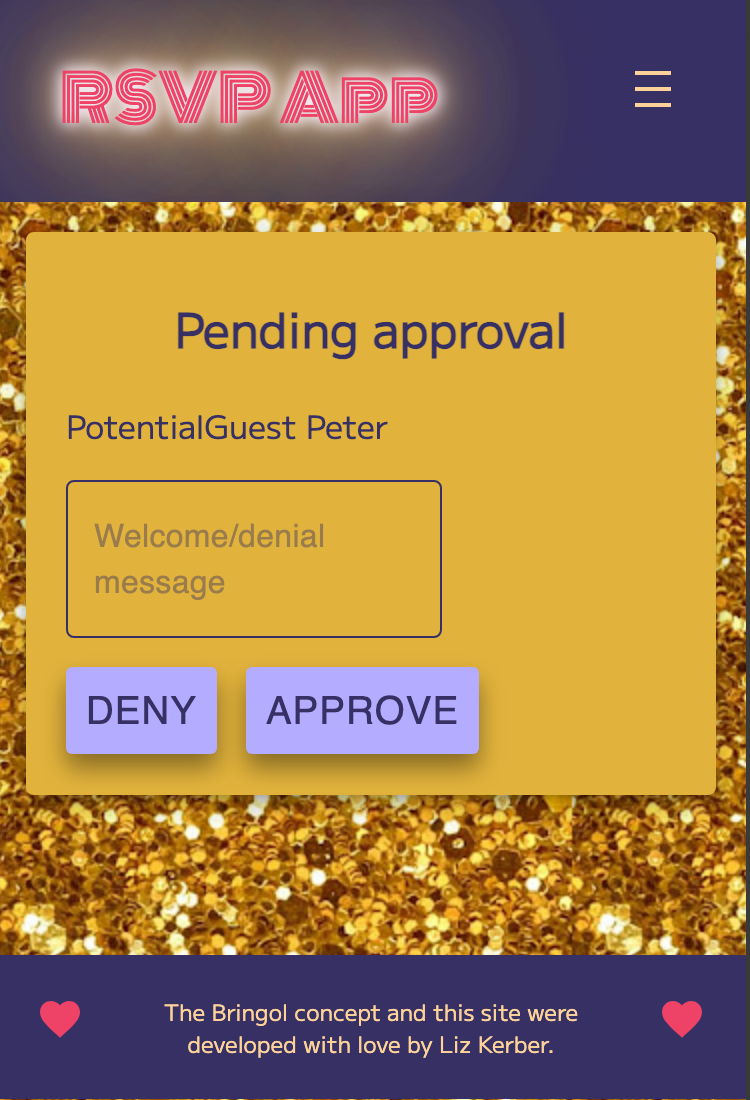 RSVP App
Pending approval
PotentialGuest Peter
Welcome/denial
message
DENY APPROVE
The Bringol concept and this site were
developed with love by Liz Kerber.